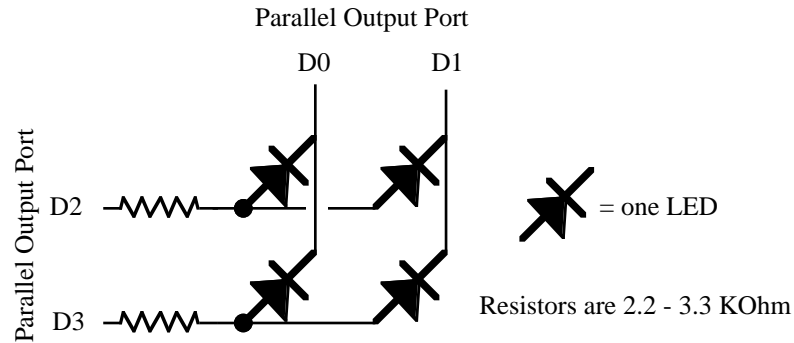 Parallel Output Port
D0
D1
Parallel Output Port
D2
= one LED
D3
Resistors are 2.2 - 3.3 KOhm